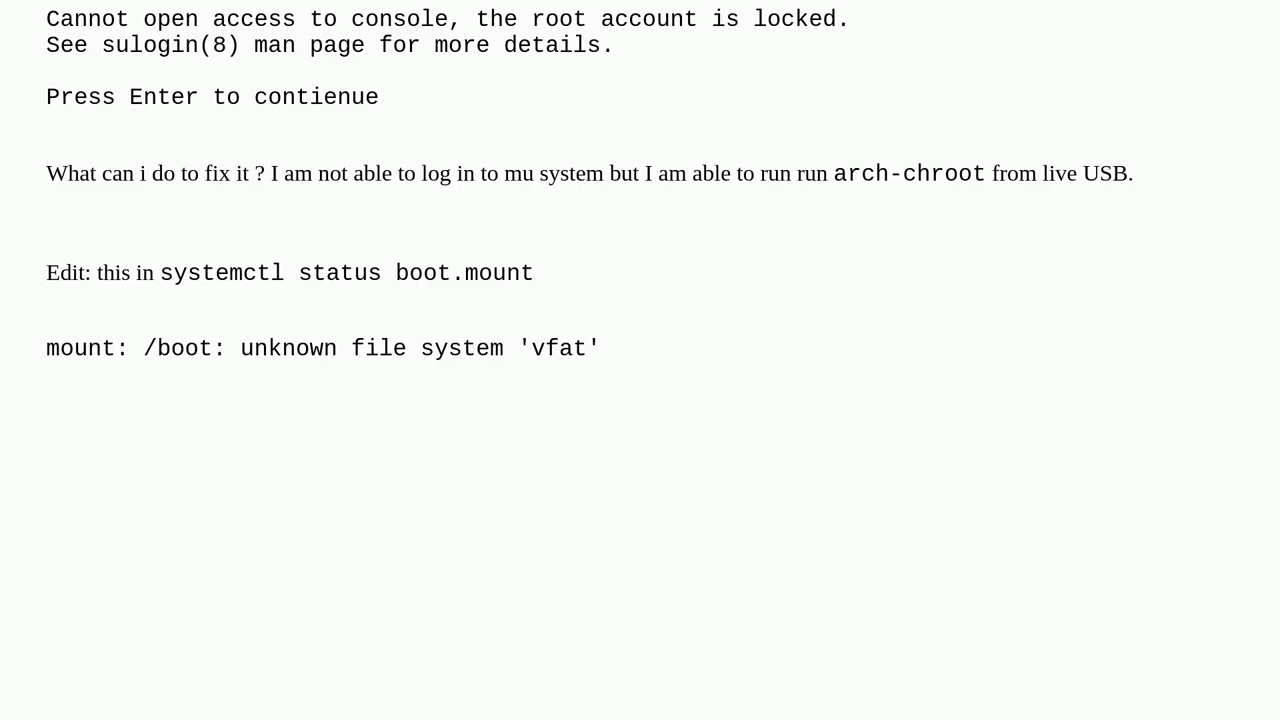 Cannot open access to console, the root account is locked.
See sulogin(8) man page for more details.
Press Enter to contienue
What can i do to fix it ? I am not able to log in to mu system but I am able to run run arch-chroot from live USB.
Edit: this in systemctl status boot.mount
mount: /boot: unknown file system 'vfat'